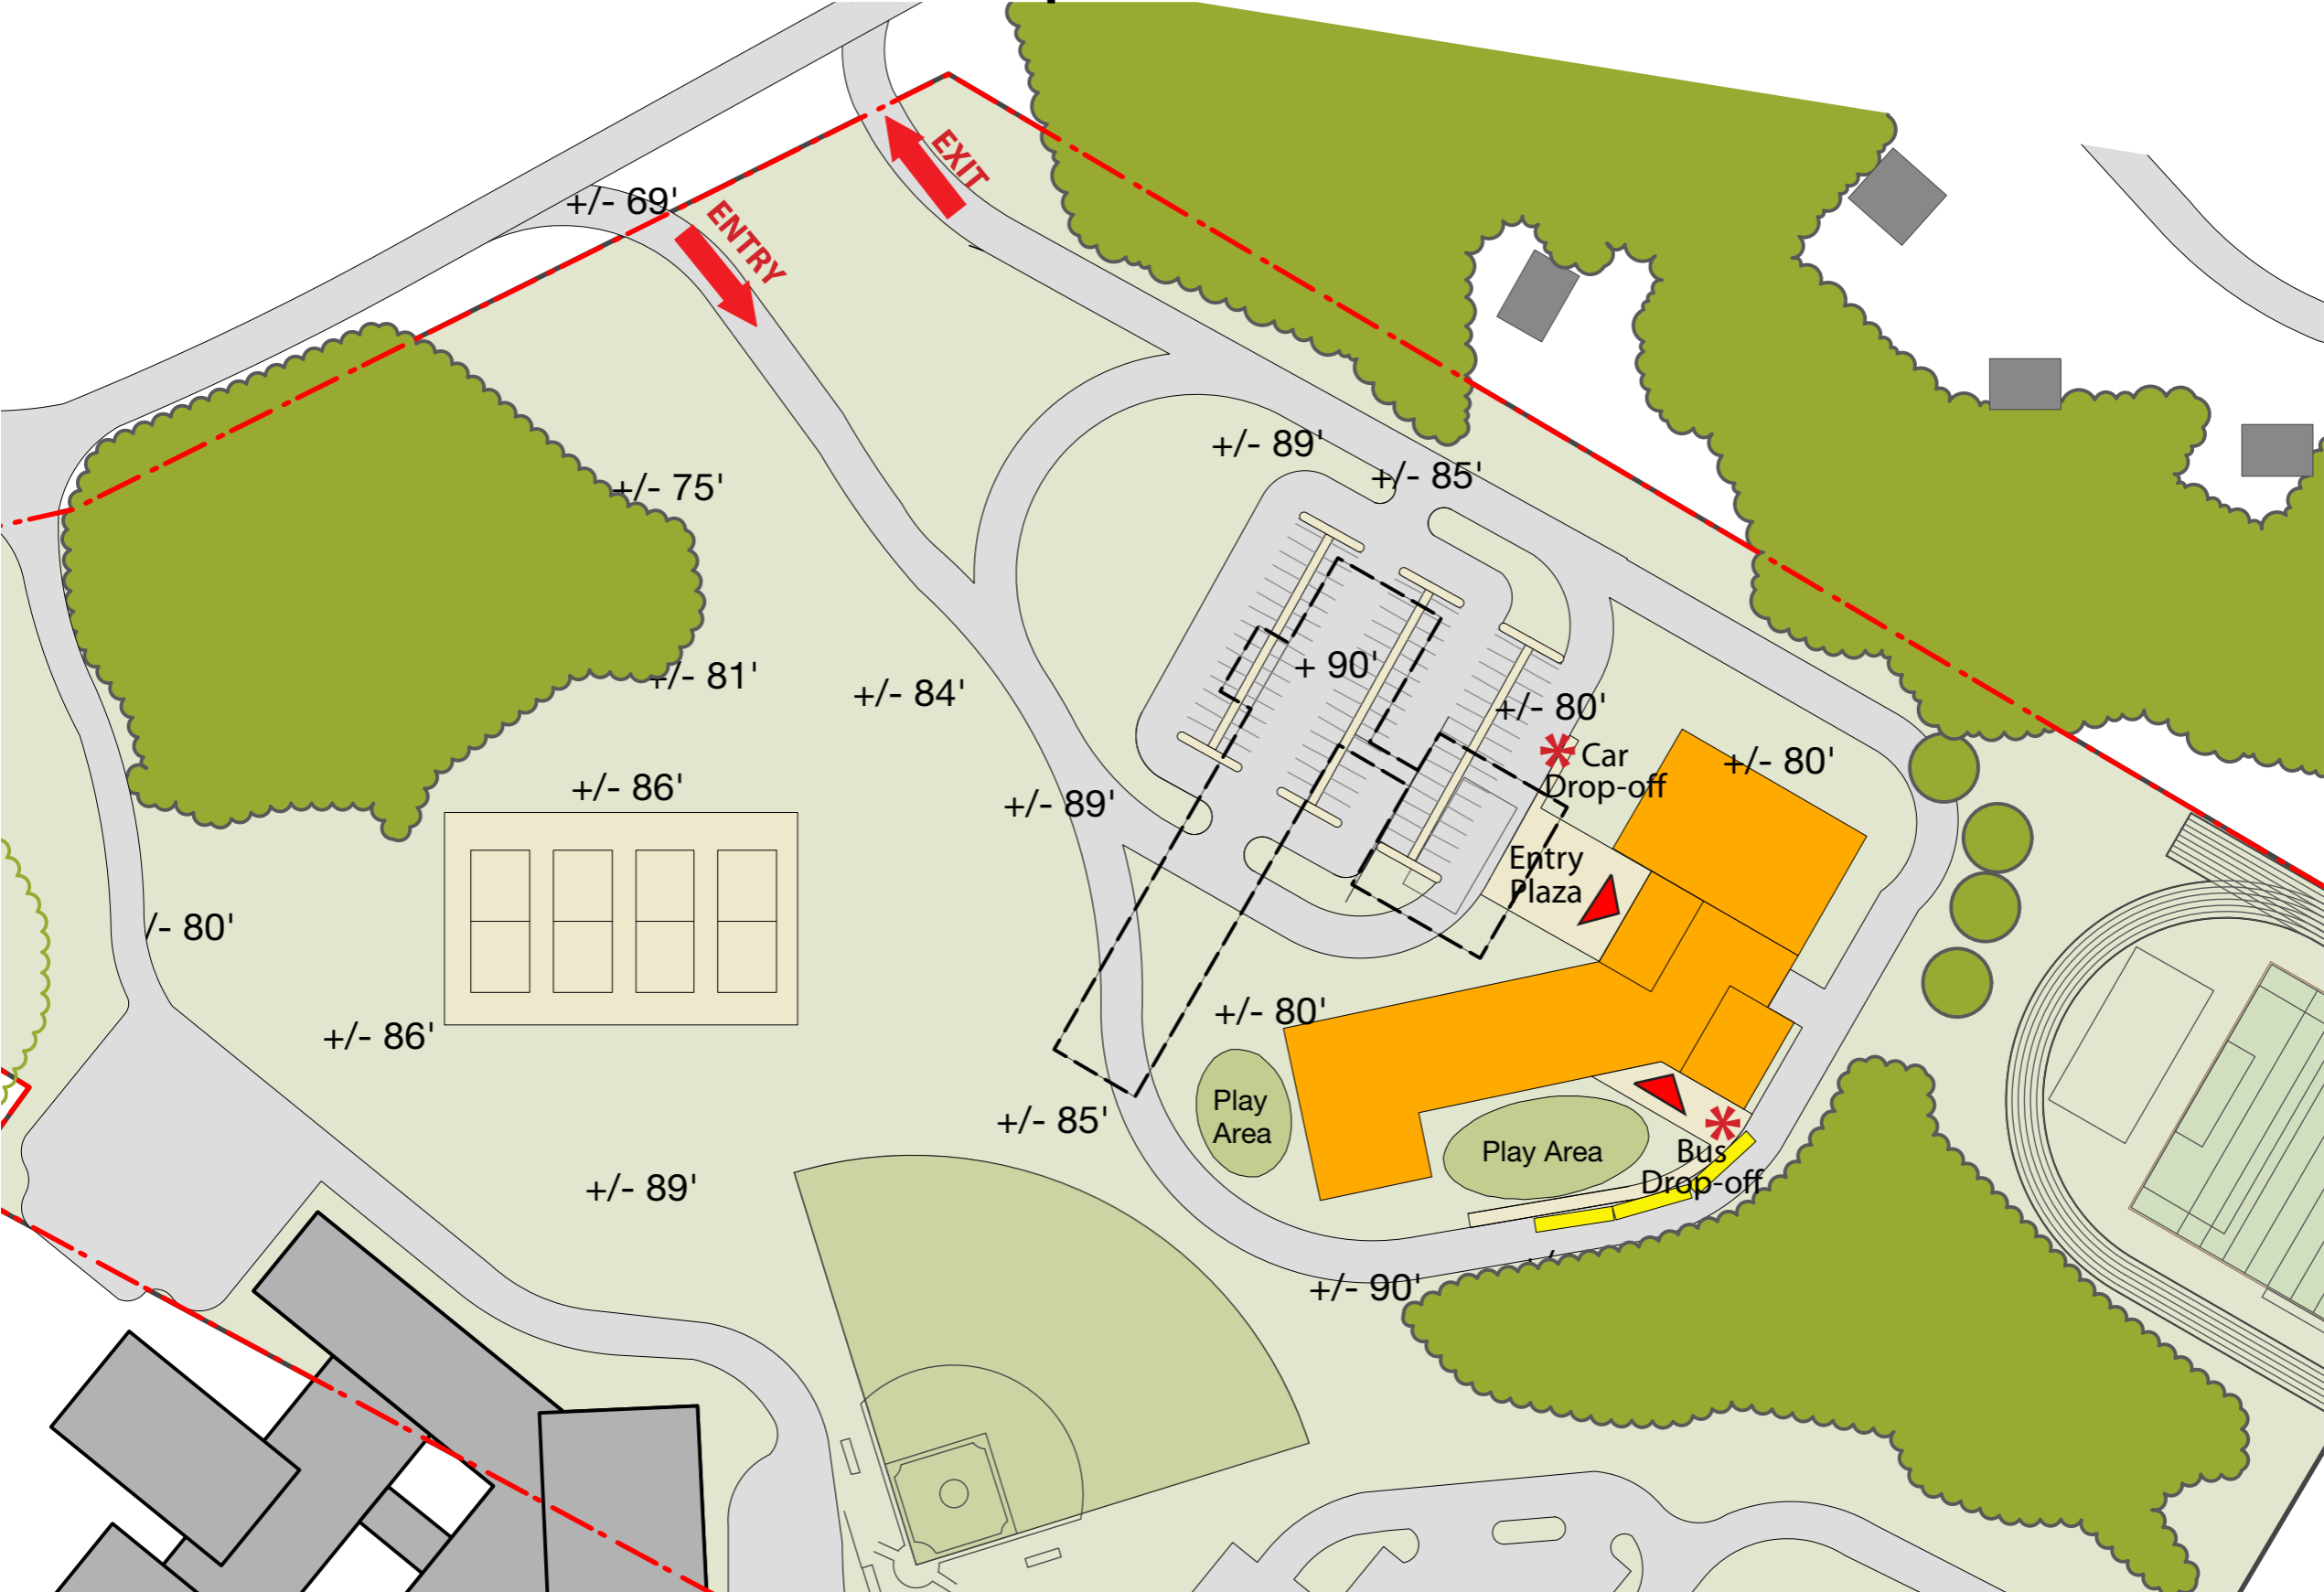 EXIT
+/- 69'
ENTRY
+/- 89'
+/- 85'
+/- 75'
+ 90'
+/- 81'
+/- 84'
+/- 80'
Car
Drop-off
+/- 80'
+/- 86'
+/- 89'
Entry
Plaza
/- 80'
+/- 80'
+/- 86'
Play
Area
+/- 85'
Play Area
Bus
Drop-off
+/- 89'
+/- 90'